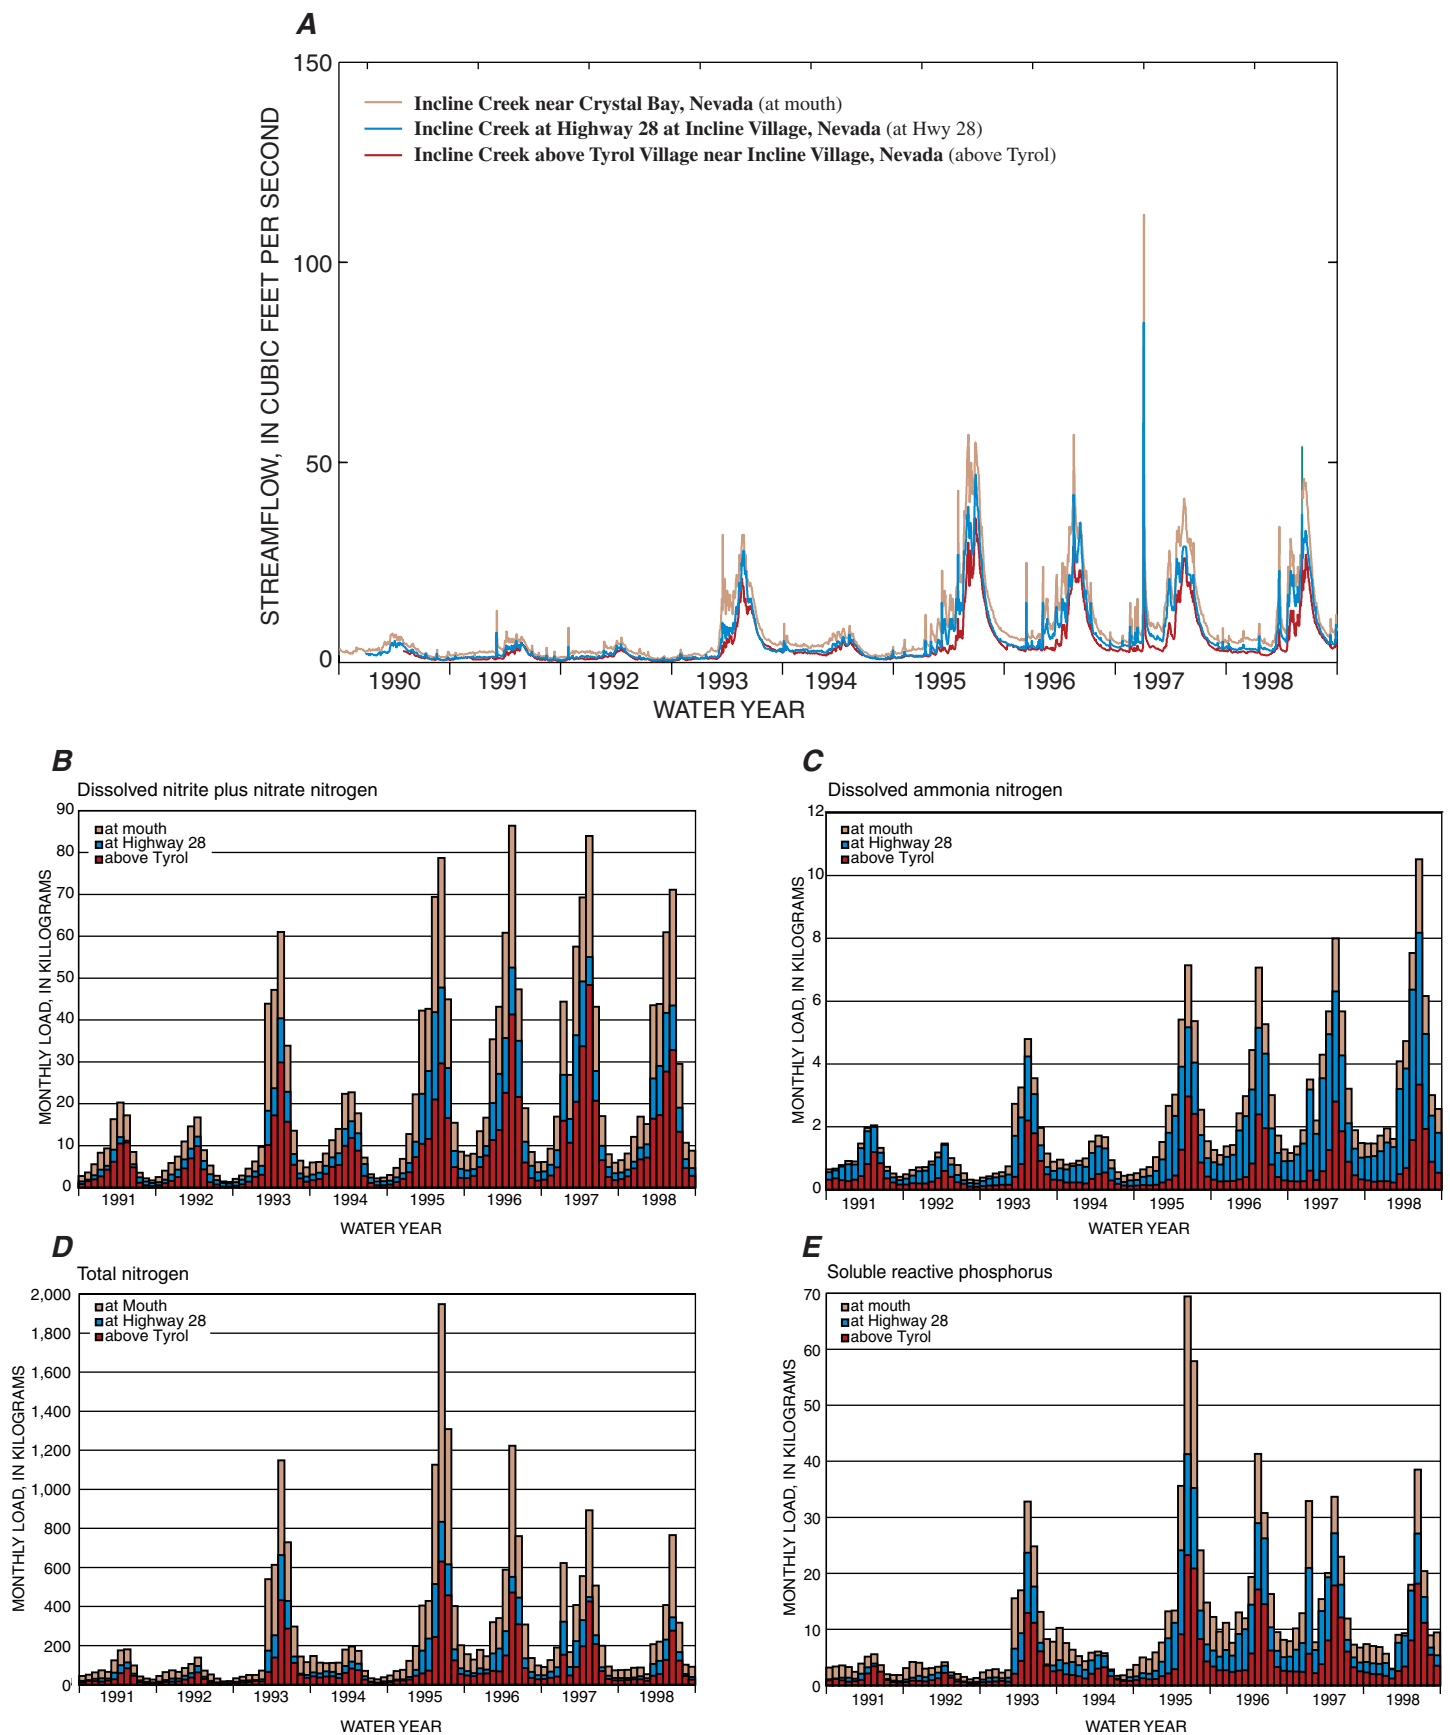 A
150
100
50
0
STREAMFLOW, IN CUBIC FEET PER SECOND
Incline Creek near Crystal Bay, Nevada (at mouth)
Incline Creek at Highway 28 at Incline Village, Nevada (at Hwy 28)
Incline Creek above Tyrol Village near Incline Village, Nevada (above Tyrol)
1990 1991 1992 1993 1994 1995 1996 1997 1998
WATER YEAR
B
Dissolved nitrite plus nitrate nitrogen
90
80
70
60
50
40
30
20
10
0
MONTHLY LOAD, IN KILLOGRAMS
at mouth
at Highway 28
above Tyrol
1991 1992 1993 1994 1995 1996 1997 1998
WATER YEAR
C
Dissolved ammonia nitrogen
12
10
8
6
4
2
0
MONTHLY LOAD, IN KILOGRAMS
at mouth
at Highway 28
above Tyrol
1991 1992 1993 1994 1995 1996 1997 1998
WATER YEAR
D
Total nitrogen
2,000
1,800
1,600
1,400
1,200
1,000
800
600
400
200
0
MONTHLY LOAD, IN KILOGRAMS
at Mouth
at Highway 28
above Tyrol
1991 1992 1993 1994 1995 1996 1997 1998
WATER YEAR
E
Soluble reactive phosphorus
70
60
50
40
30
20
10
0
MONTHLY LOAD, IN KILOGRAMS
at mouth
at Highway 28
above Tyrol
1991 1992 1993 1994 1995 1996 1997 1998
WATER YEAR